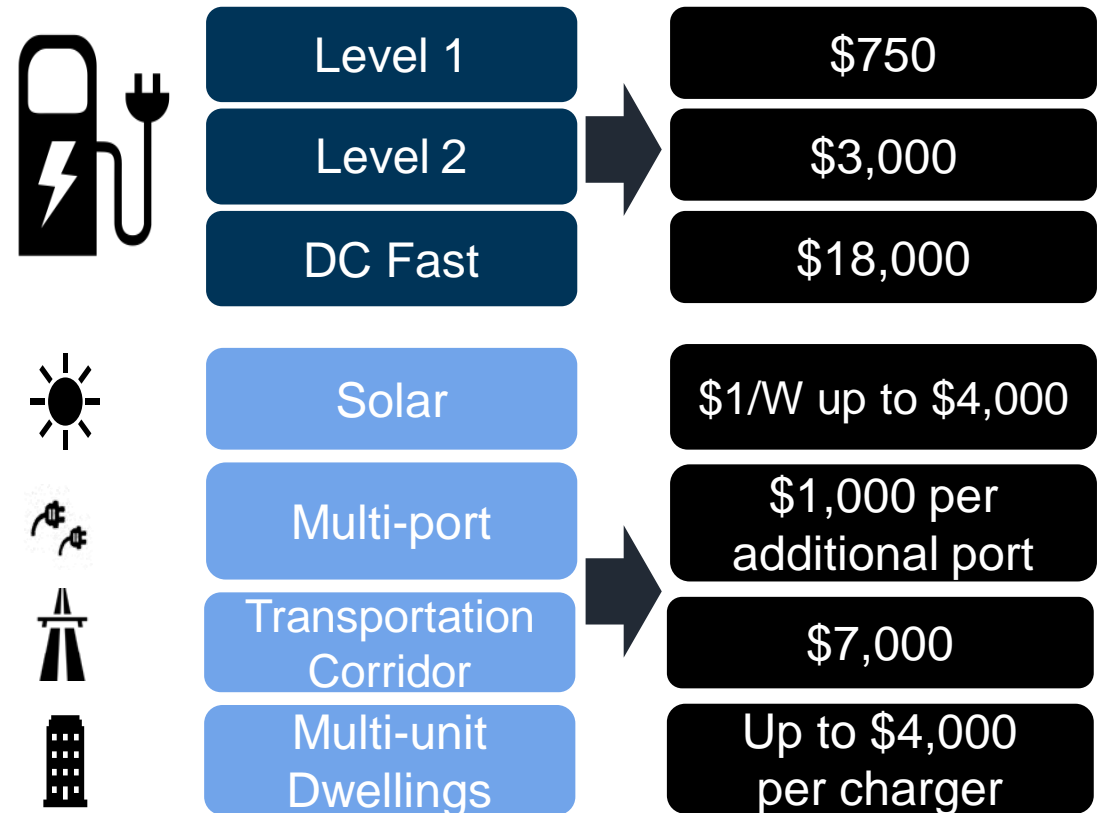 Level 1
$750
Level 2
$3,000
DC Fast
$18,000
Solar
$1/W up to $4,000
Multi-port
$1,000 per
additional port
Transportation
Corridor
$7,000
Multi-unit
Dwellings
Up to $4,000
per charger